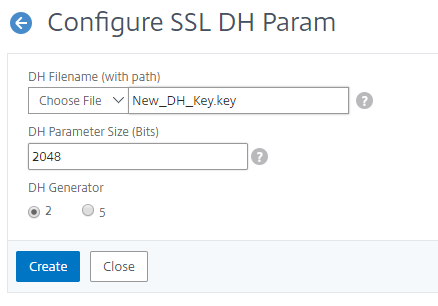 Configure SSL DH Param
DH Filename (with path)
Choose File New_DH_Key.key ?
DH Parameter Size (Bits)
2048 ?
DH Generator
2 5
Create Close